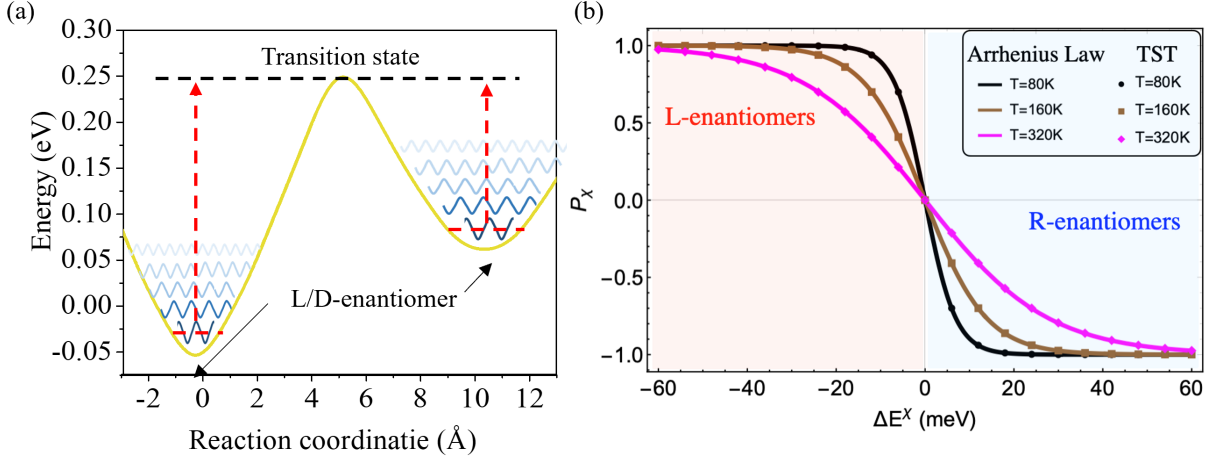 (a)
0.30
0.25
0.20
0.15
0.10
0.05
0.00
-0.05
Energy (eV)
Transition state
L/D-enantiomer
-2 0 2 4 6 8 10 12
Reaction coordinatie (Å)
(b)
1.0
0.5
0.0
-0.5
-1.0
Pχ
L-enantiomers
R-enantiomers
Arrhenius Law TST
T=80K T=80K
T=160K T=160K
T=320K T=320K
-60 -40 -20 0 20 40 60
ΔE^χ (meV)